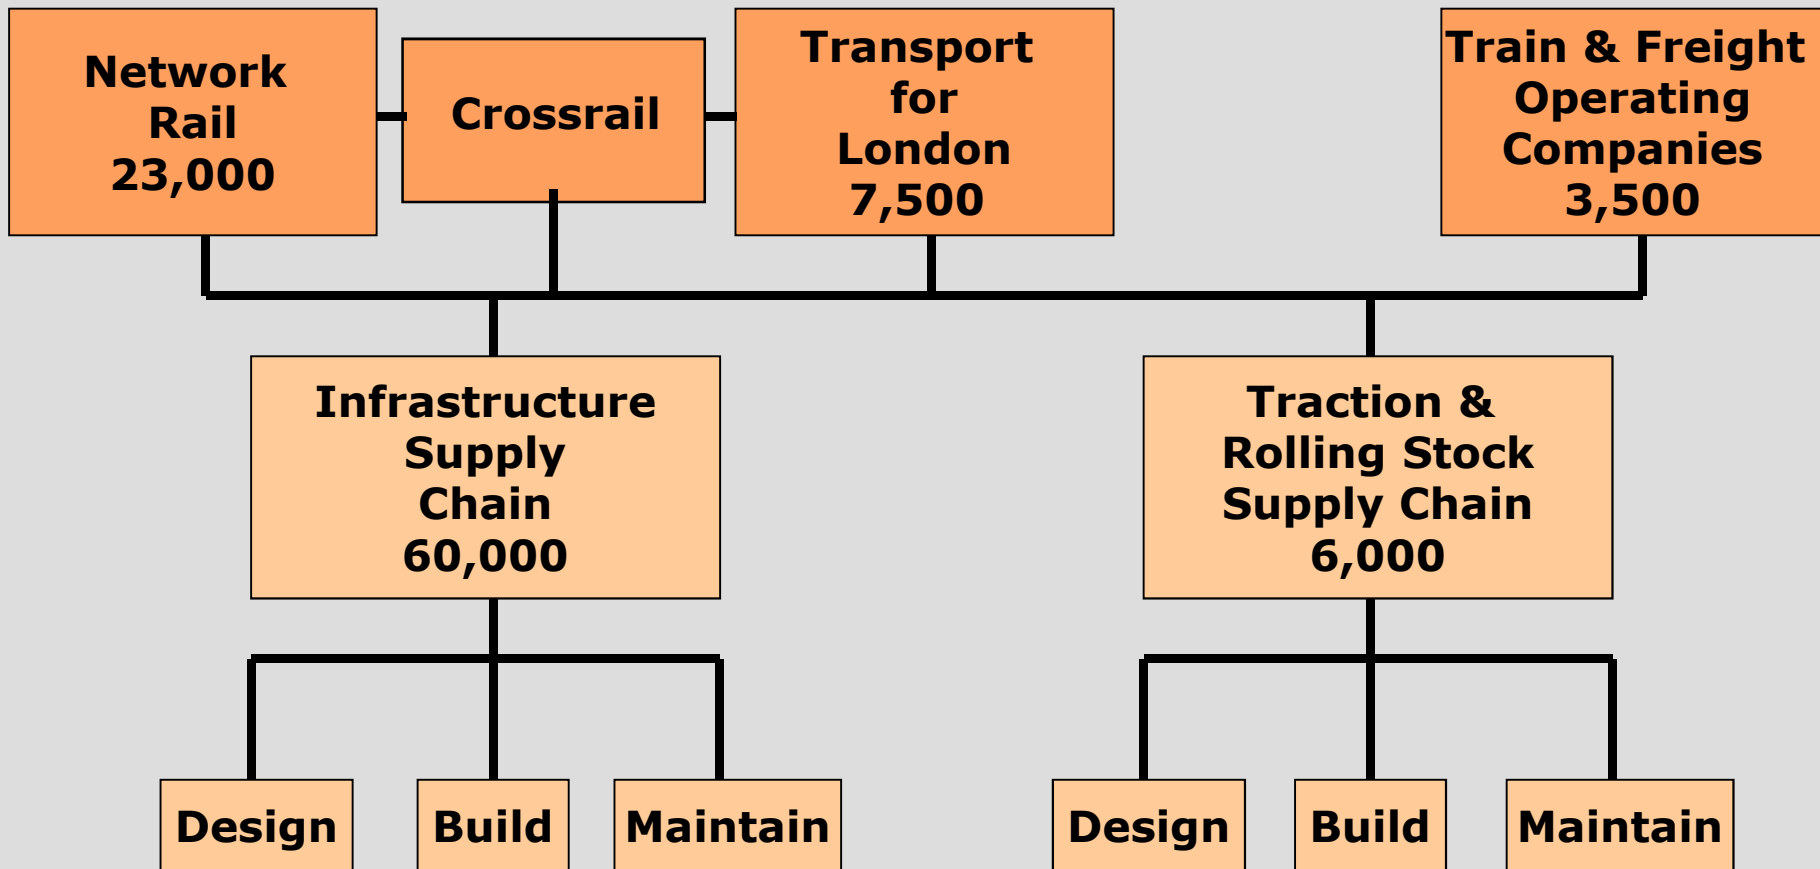 Network
Rail
23,000
Crossrail
Transport
for
London
7,500
Train & Freight
Operating
Companies
3,500
Infrastructure
Supply
Chain
60,000
Traction &
Rolling Stock
Supply Chain
6,000
Design
Build
Maintain
Design
Build
Maintain